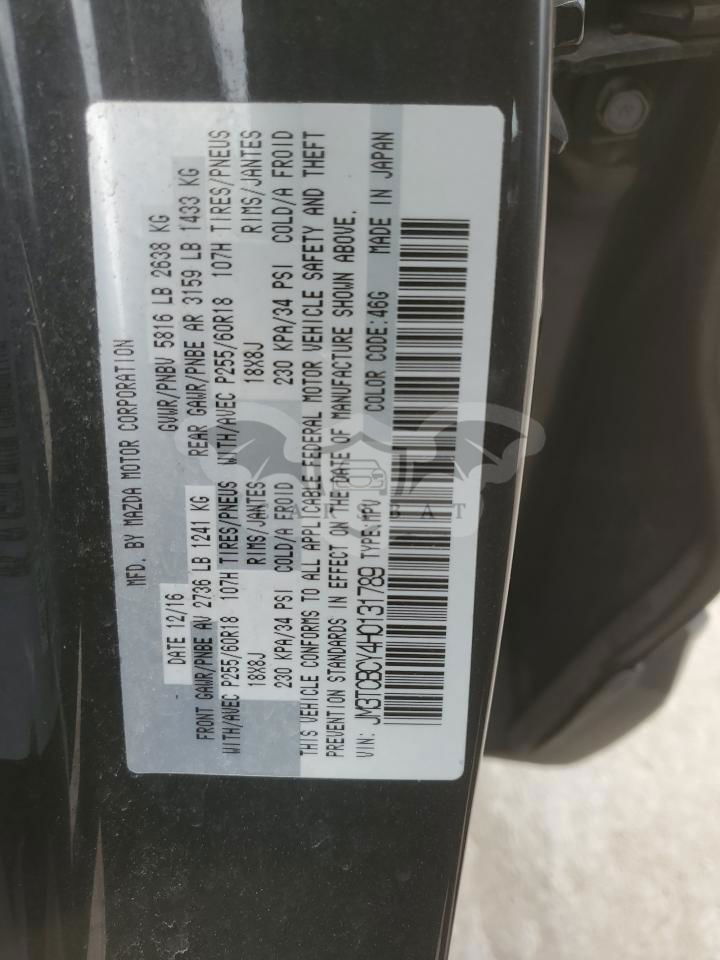 MFD. BY MAZDA MOTOR CORPORATION
DATE 12/16 GVWR/PNBV 5816 LB 2638 KG
FRONT GAWR/PNBE AV 2736 LB 1241 KG REAR GAWR/PNBE AR 3159 LB 1433 KG
WITH/AVEC P255/60R18 107H TIRES/PNEUS WITH/AVEC P255/60R18 107H TIRES/PNEUS
18X8J RIMS/JANTES 18X8J RIMS/JANTES
230 KPA/34 PSI COLD/A FROID 230 KPA/34 PSI COLD/A FROID
THIS VEHICLE CONFORMS TO ALL APPLICABLE FEDERAL MOTOR VEHICLE SAFETY AND THEFT
PREVENTION STANDARDS IN EFFECT ON THE DATE OF MANUFACTURE SHOWN ABOVE.
VIN: JM3TCBCY4H0131789 TYPE:MPV COLOR CODE:46G MADE IN JAPAN
CARSBAT